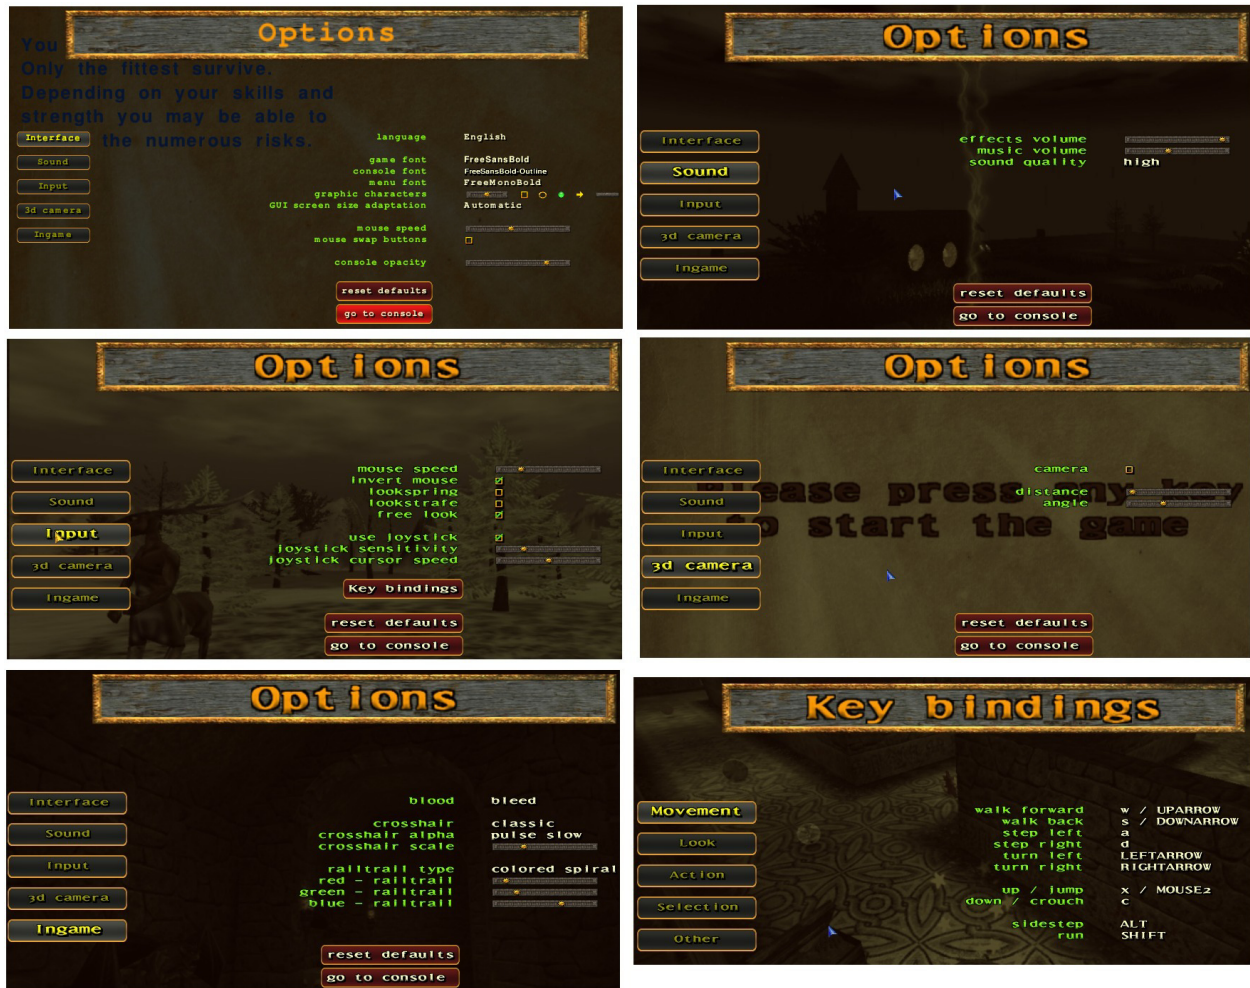 Options
You
Only the fittest survive.
Depending on your skills and
strength you may be able to
the numerous risks.
Interface
Sound
Input
3d camera
Ingame
language English
game font FreeSansBold
console font FreeSansBold-Outline
menu font FreeMonoBold
graphic characters
GUI screen size adaptation Automatic
mouse speed
mouse swap buttons
console opacity
reset defaults
go to console
Options
Interface
Sound
Input
3d camera
Ingame
effects volume
music volume
sound quality high
reset defaults
go to console
Options
Interface
Sound
Input
3d camera
Ingame
mouse speed
invert mouse
lookspring
lookstrafe
free look
use joystick
joystick sensitivity
joystick cursor speed
Key bindings
reset defaults
go to console
Options
Please press any key
to start the game
Interface
Sound
Input
3d camera
Ingame
camera
distance
angle
reset defaults
go to console
Options
Interface
Sound
Input
3d camera
Ingame
blood bleed
crosshair classic
crosshair alpha pulse slow
crosshair scale
railtrail type colored spiral
red - railtrail
green - railtrail
blue - railtrail
reset defaults
go to console
Key bindings
Movement
Look
Action
Selection
Other
walk forward w / UPARROW
walk back s / DOWNARROW
step left a
step right d
turn left LEFTARROW
turn right RIGHTARROW
up / jump x / MOUSE2
down / crouch c
sidestep ALT
run SHIFT